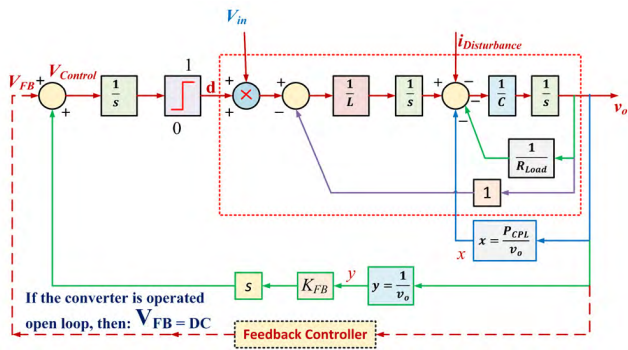 V_in
i_Disturbance
1
V_FB + V_Control 1/s d + × + 1/L 1/s + − 1/C 1/s v_o
+ 0 + − − −
1/R_Load
1
x x = P_CPL/v_o
s K_FB y y = 1/v_o
If the converter is operated
open loop, then: V_FB = DC
Feedback Controller